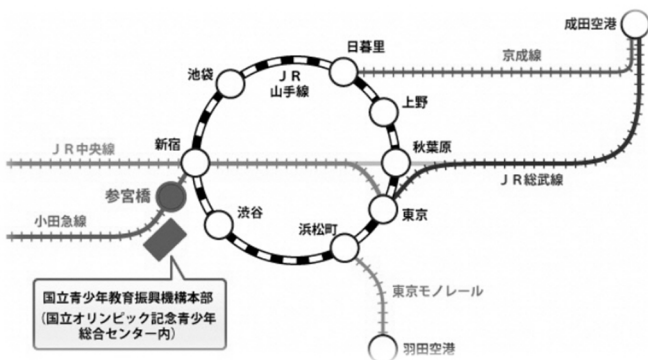 成田空港
日暮里
京成線
池袋
ＪＲ
山手線
上野
新宿
ＪＲ中央線
秋葉原
ＪＲ総武線
参宮橋
小田急線
渋谷
浜松町
東京
国立青少年教育振興機構本部
（国立オリンピック記念青少年
総合センター内）
東京モノレール
羽田空港